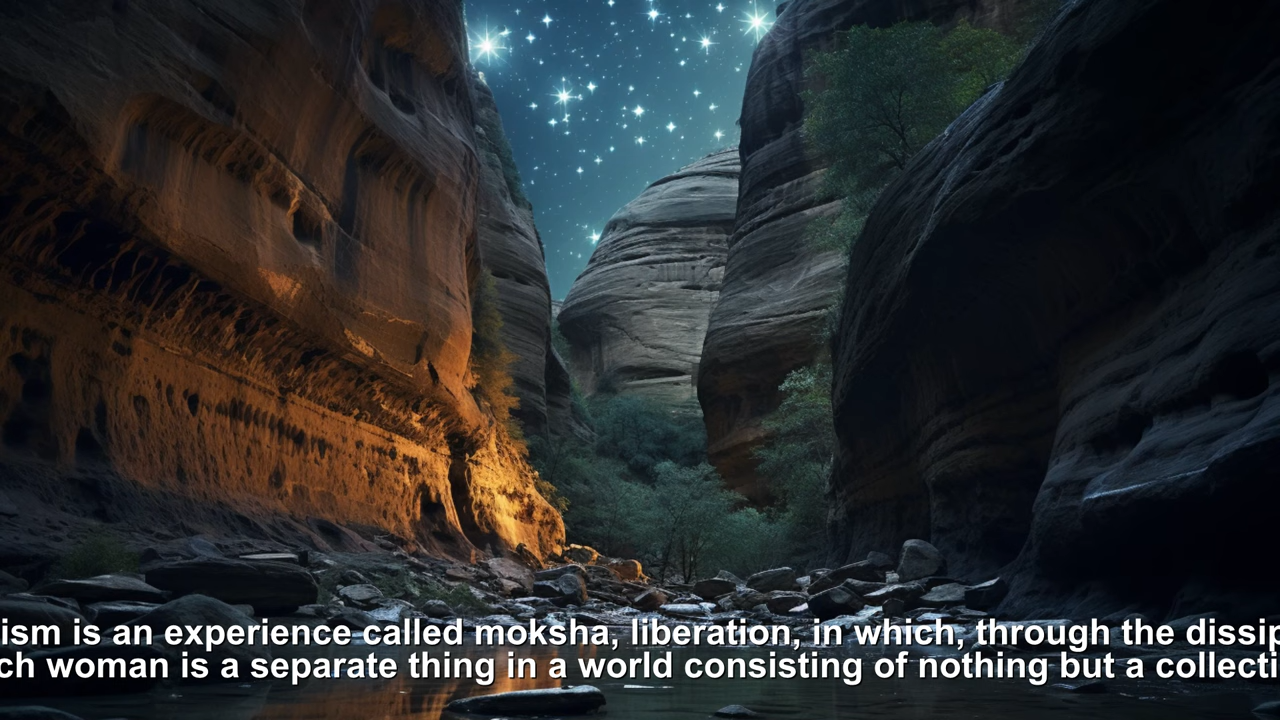 ism is an experience called moksha, liberation, in which, through the dissip
ch woman is a separate thing in a world consisting of nothing but a collecti